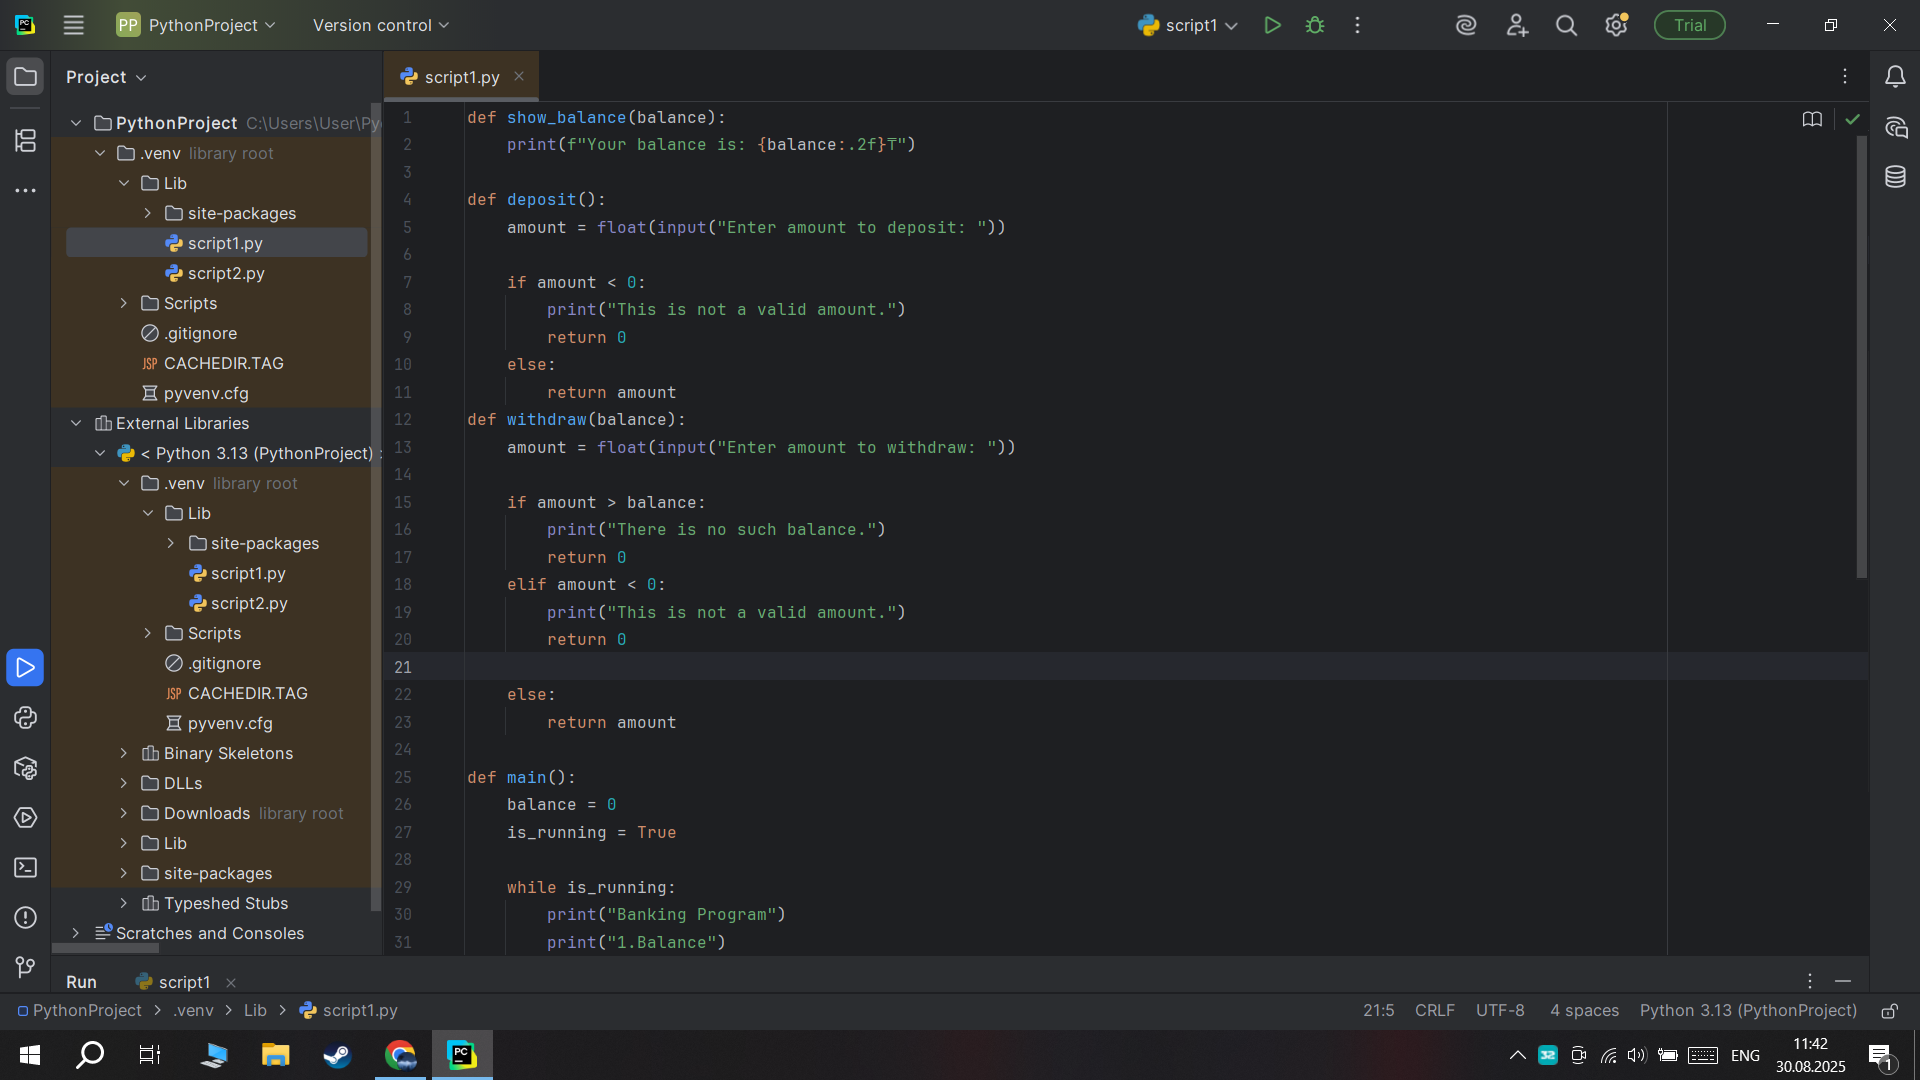 PC
PP PythonProject Version control script1 Trial
Project
script1.py
PythonProject C:\Users\User\Py
.venv library root
Lib
site-packages
script1.py
script2.py
Scripts
.gitignore
JSP CACHEDIR.TAG
pyvenv.cfg
External Libraries
< Python 3.13 (PythonProject)
.venv library root
Lib
site-packages
script1.py
script2.py
Scripts
.gitignore
JSP CACHEDIR.TAG
pyvenv.cfg
Binary Skeletons
DLLs
Downloads library root
Lib
site-packages
Typeshed Stubs
Scratches and Consoles
1 def show_balance(balance):
2     print(f"Your balance is: {balance:.2f}₸")
3
4 def deposit():
5     amount = float(input("Enter amount to deposit: "))
6
7     if amount < 0:
8         print("This is not a valid amount.")
9         return 0
10     else:
11         return amount
12 def withdraw(balance):
13     amount = float(input("Enter amount to withdraw: "))
14
15     if amount > balance:
16         print("There is no such balance.")
17         return 0
18     elif amount < 0:
19         print("This is not a valid amount.")
20         return 0
21
22     else:
23         return amount
24
25 def main():
26     balance = 0
27     is_running = True
28
29     while is_running:
30         print("Banking Program")
31         print("1.Balance")
Run script1
PythonProject > .venv > Lib > script1.py 21:5 CRLF UTF-8 4 spaces Python 3.13 (PythonProject)
PC 32 ENG 11:42
30.08.2025
1